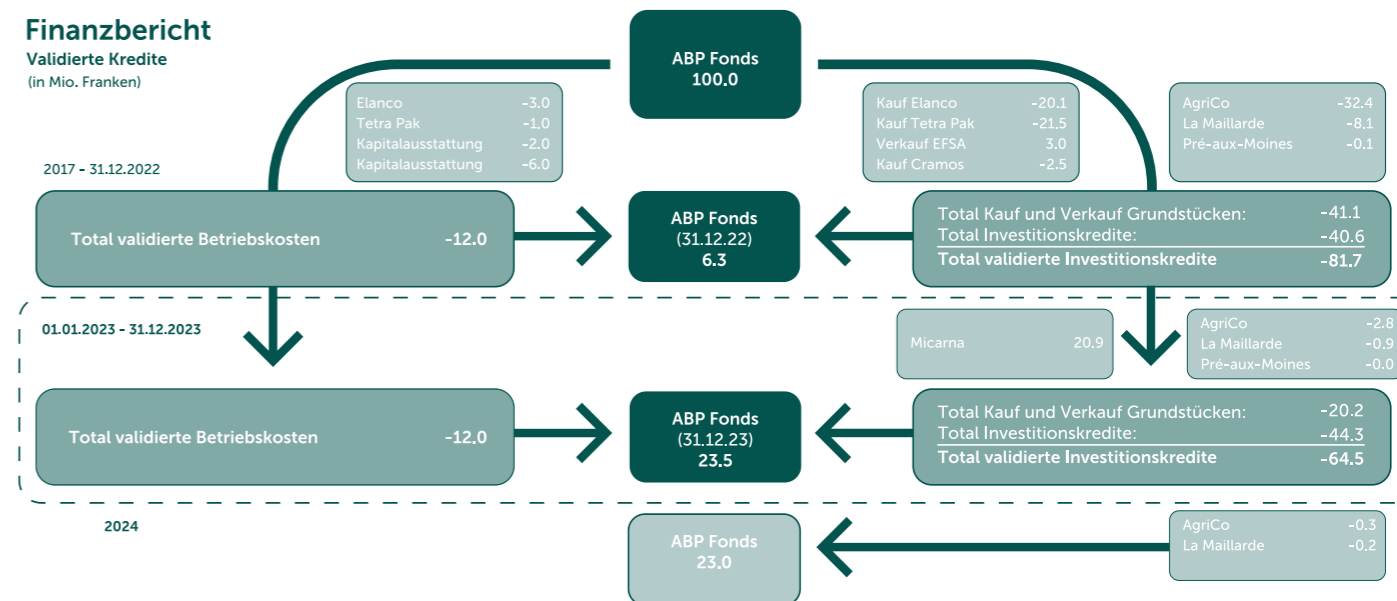 Finanzbericht
Validierte Kredite
(in Mio. Franken)
ABP Fonds
100.0
Elanco -3.0
Tetra Pak -1.0
Kapitalausstattung -2.0
Kapitalausstattung -6.0
Kauf Elanco -20.1
Kauf Tetra Pak -21.5
Verkauf EFSA 3.0
Kauf Cramos -2.5
AgriCo -32.4
La Maillarde -8.1
Pré-aux-Moines -0.1
2017 - 31.12.2022
Total validierte Betriebskosten -12.0
ABP Fonds
(31.12.22)
6.3
Total Kauf und Verkauf Grundstücken: -41.1
Total Investitionskredite: -40.6
Total validierte Investitionskredite -81.7
01.01.2023 - 31.12.2023
Micarna 20.9
AgriCo -2.8
La Maillarde -0.9
Pré-aux-Moines -0.0
Total validierte Betriebskosten -12.0
ABP Fonds
(31.12.23)
23.5
Total Kauf und Verkauf Grundstücken: -20.2
Total Investitionskredite: -44.3
Total validierte Investitionskredite -64.5
2024
ABP Fonds
23.0
AgriCo -0.3
La Maillarde -0.2